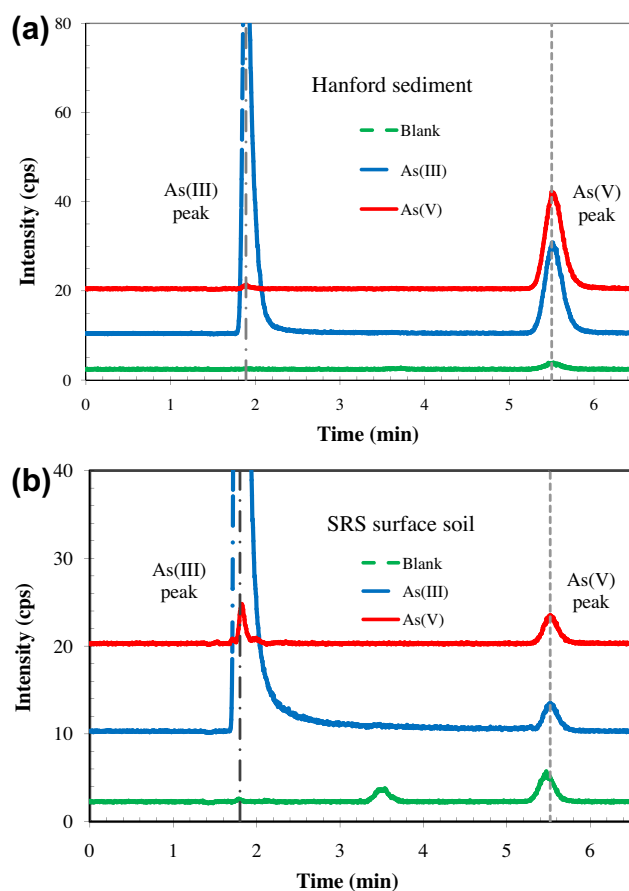 (a)
80
60
40
20
0
Intensity (cps)
Hanford sediment
Blank
As(III)
As(V)
As(III)
peak
As(V)
peak
0 1 2 3 4 5 6
Time (min)
(b)
40
30
20
10
0
Intensity (cps)
SRS surface soil
Blank
As(III)
As(V)
As(III)
peak
As(V)
peak
0 1 2 3 4 5 6
Time (min)